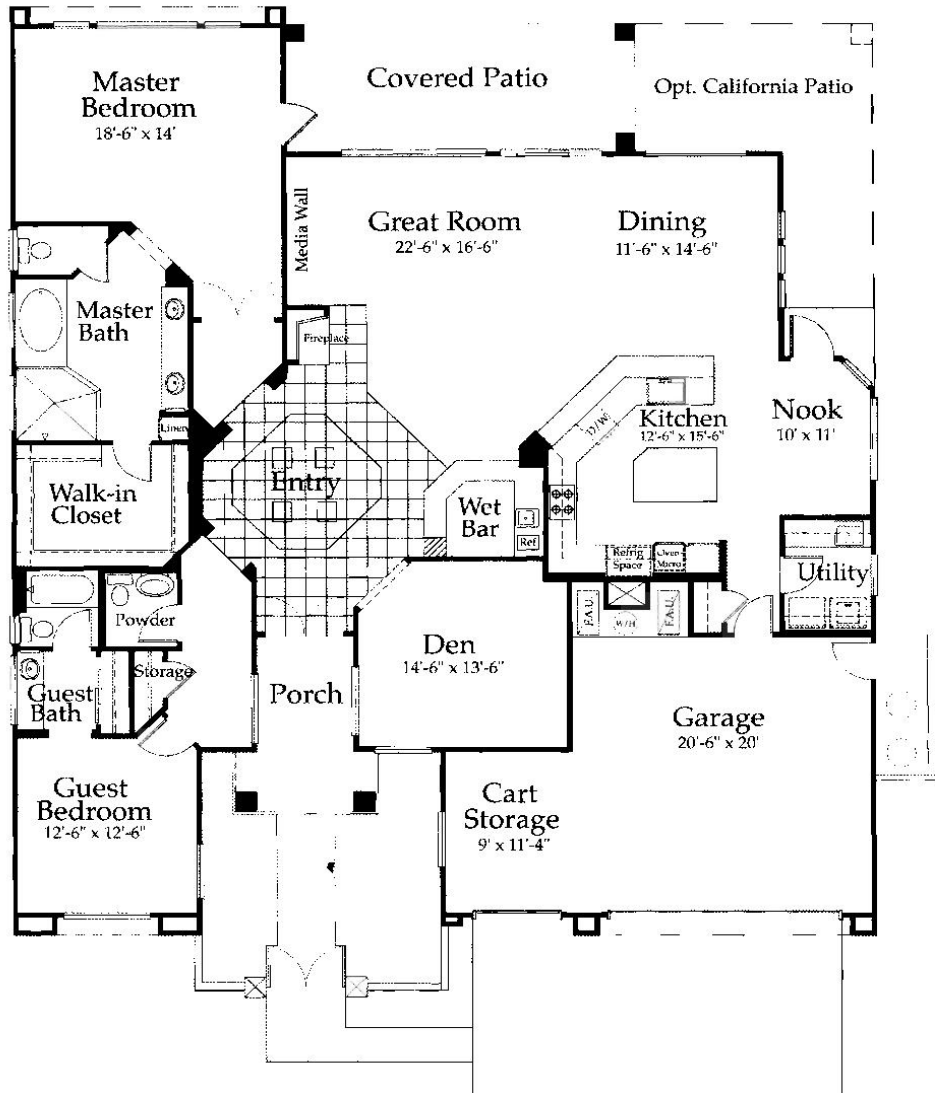 Master
Bedroom
18'-6" x 14'
Covered Patio
Opt. California Patio
Media Wall
Great Room
22'-6" x 16'-6"
Dining
11'-6" x 14'-6"
Master
Bath
Fireplace
Linen
Kitchen
12'-6" x 15'-6"
D/W
Nook
10' x 11'
Entry
Walk-in
Closet
Wet
Bar
Ref
Refrig
Space
Oven
Micro
Utility
Powder
F.A.U.
W/H
F.A.U.
Den
14'-6" x 13'-6"
Storage
Guest
Bath
Porch
Garage
20'-6" x 20'
Guest
Bedroom
12'-6" x 12'-6"
Cart
Storage
9' x 11'-4"